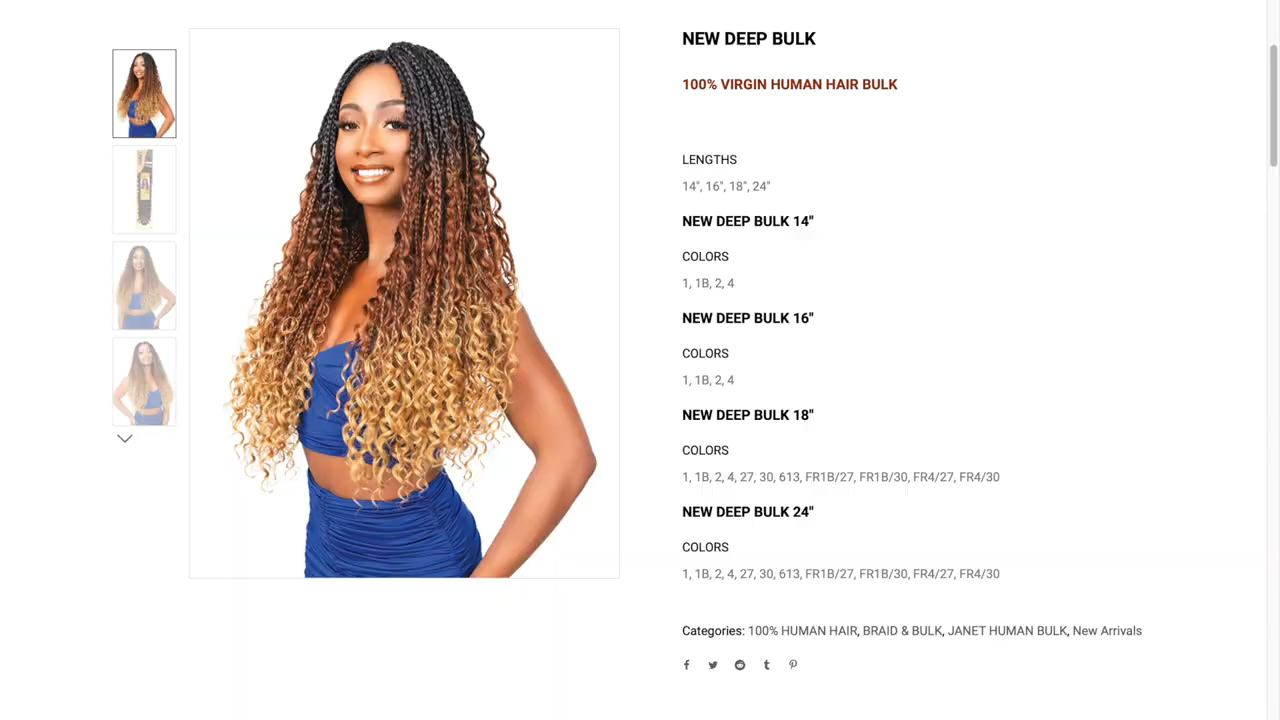 NEW DEEP BULK
100% VIRGIN HUMAN HAIR BULK
LENGTHS
14", 16", 18", 24"
NEW DEEP BULK 14"
COLORS
1, 1B, 2, 4
NEW DEEP BULK 16"
COLORS
1, 1B, 2, 4
NEW DEEP BULK 18"
COLORS
1, 1B, 2, 4, 27, 30, 613, FR1B/27, FR1B/30, FR4/27, FR4/30
NEW DEEP BULK 24"
COLORS
1, 1B, 2, 4, 27, 30, 613, FR1B/27, FR1B/30, FR4/27, FR4/30
Categories: 100% HUMAN HAIR, BRAID & BULK, JANET HUMAN BULK, New Arrivals